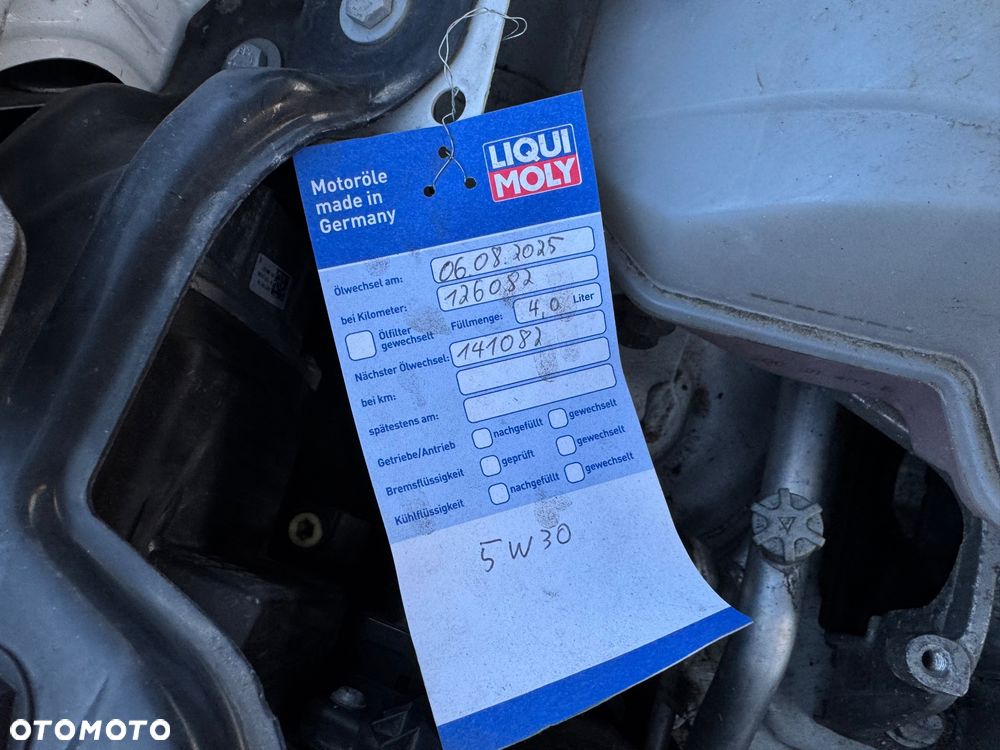 LIQUI
MOLY
Motoröle
made in
Germany
Ölwechsel am: 06.08.2025
bei Kilometer: 126082
Ölfilter
gewechselt
Füllmenge: 4,0 Liter
Nächster Ölwechsel: 141082
bei km:
spätestens am:
Getriebe/Antrieb nachgefüllt gewechselt
Bremsflüssigkeit geprüft gewechselt
Kühlflüssigkeit nachgefüllt gewechselt
5W30
OTOMOTO